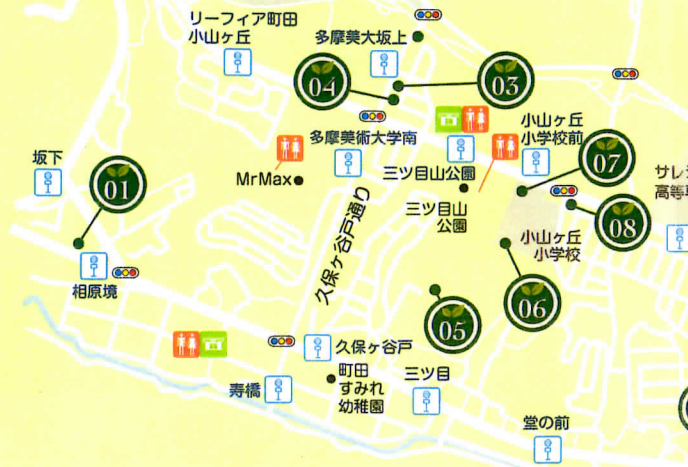 リーフィア町田
小山ヶ丘
多摩美大坂上
04
03
多摩美術大学南
小山ヶ丘
小学校前
坂下
01
MrMax
三ツ目山公園
07
三ツ目山
公園
久保ヶ谷戸通り
08
小山ヶ丘
小学校
相原境
06
05
久保ヶ谷戸
町田
すみれ
幼稚園
三ツ目
寿橋
堂の前